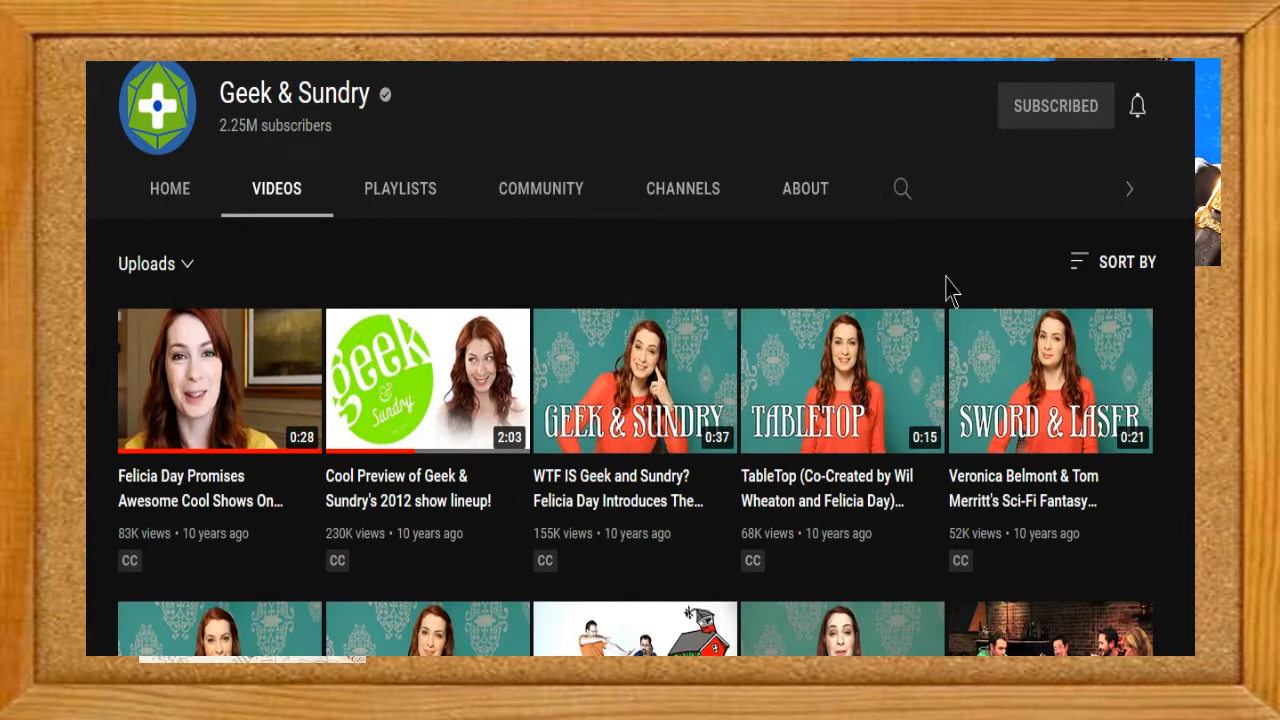 Geek & Sundry
2.25M subscribers
SUBSCRIBED
HOME VIDEOS PLAYLISTS COMMUNITY CHANNELS ABOUT
Uploads
SORT BY
geek
&
Sundry
GEEK & SUNDRY
TABLETOP
SWORD & LASER
0:28
2:03
0:37
0:15
0:21
Felicia Day Promises
Awesome Cool Shows On...
83K views • 10 years ago
CC
Cool Preview of Geek &
Sundry's 2012 show lineup!
230K views • 10 years ago
CC
WTF IS Geek and Sundry?
Felicia Day Introduces The...
155K views • 10 years ago
CC
TableTop (Co-Created by Wil
Wheaton and Felicia Day)...
68K views • 10 years ago
CC
Veronica Belmont & Tom
Merritt's Sci-Fi Fantasy...
52K views • 10 years ago
CC